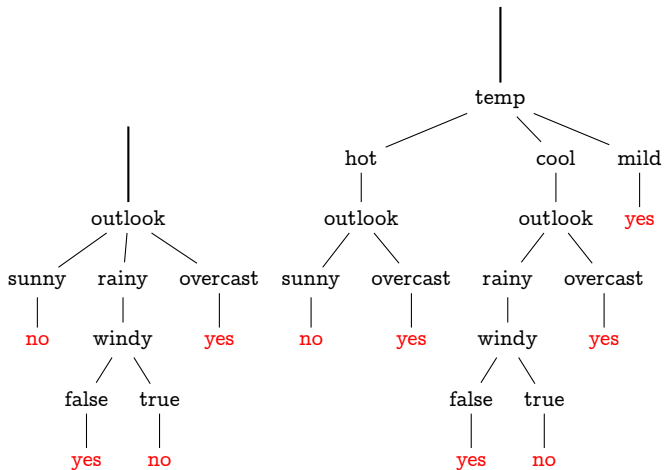 temp
hot cool mild
outlook outlook outlook yes
sunny rainy overcast sunny overcast rainy overcast
no windy yes no yes windy yes
false true false true
yes no yes no